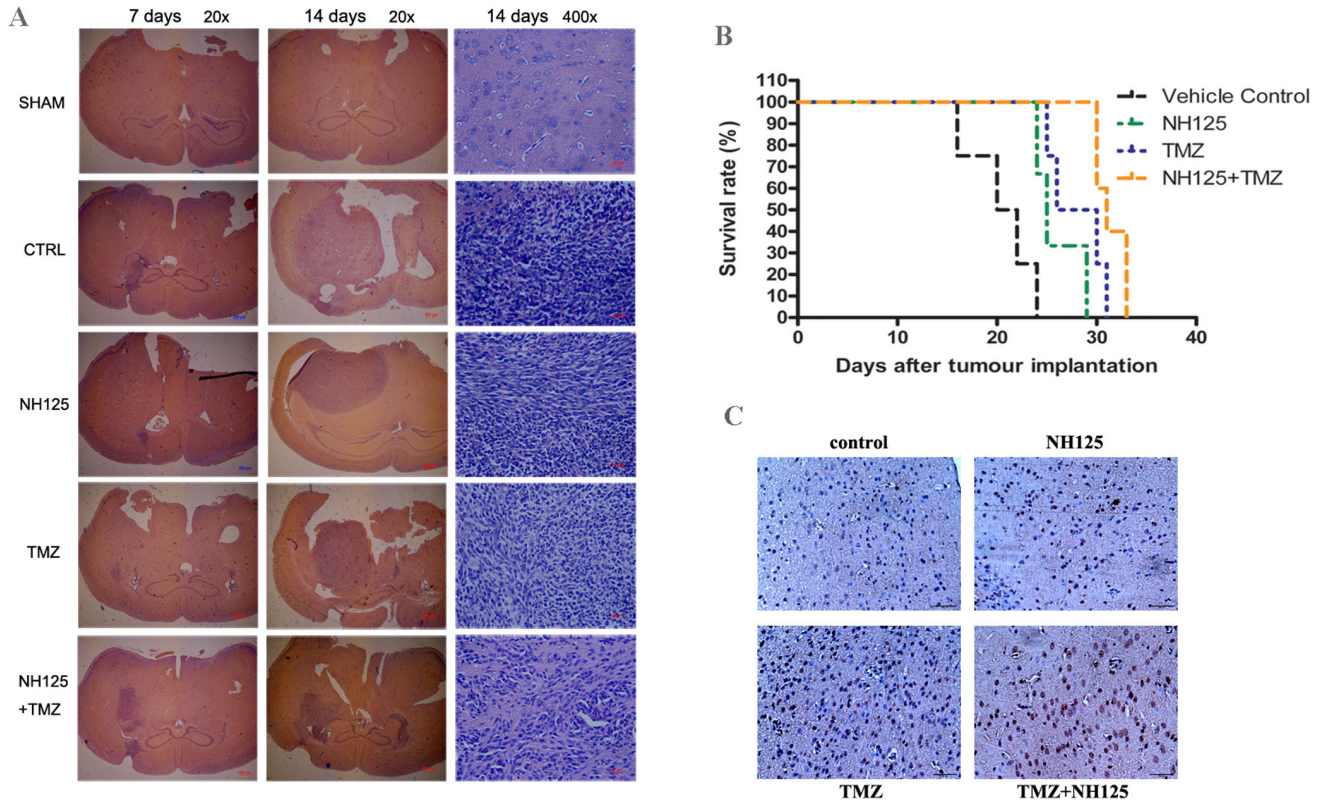 A
7 days 20x 14 days 20x 14 days 400x
SHAM
CTRL
NH125
TMZ
NH125
+TMZ
B
110
100
90
80
70
60
50
40
30
20
10
0
Survival rate (%)
0 10 20 30 40
Days after tumour implantation
Vehicle Control
NH125
TMZ
NH125+TMZ
C
control NH125
TMZ TMZ+NH125